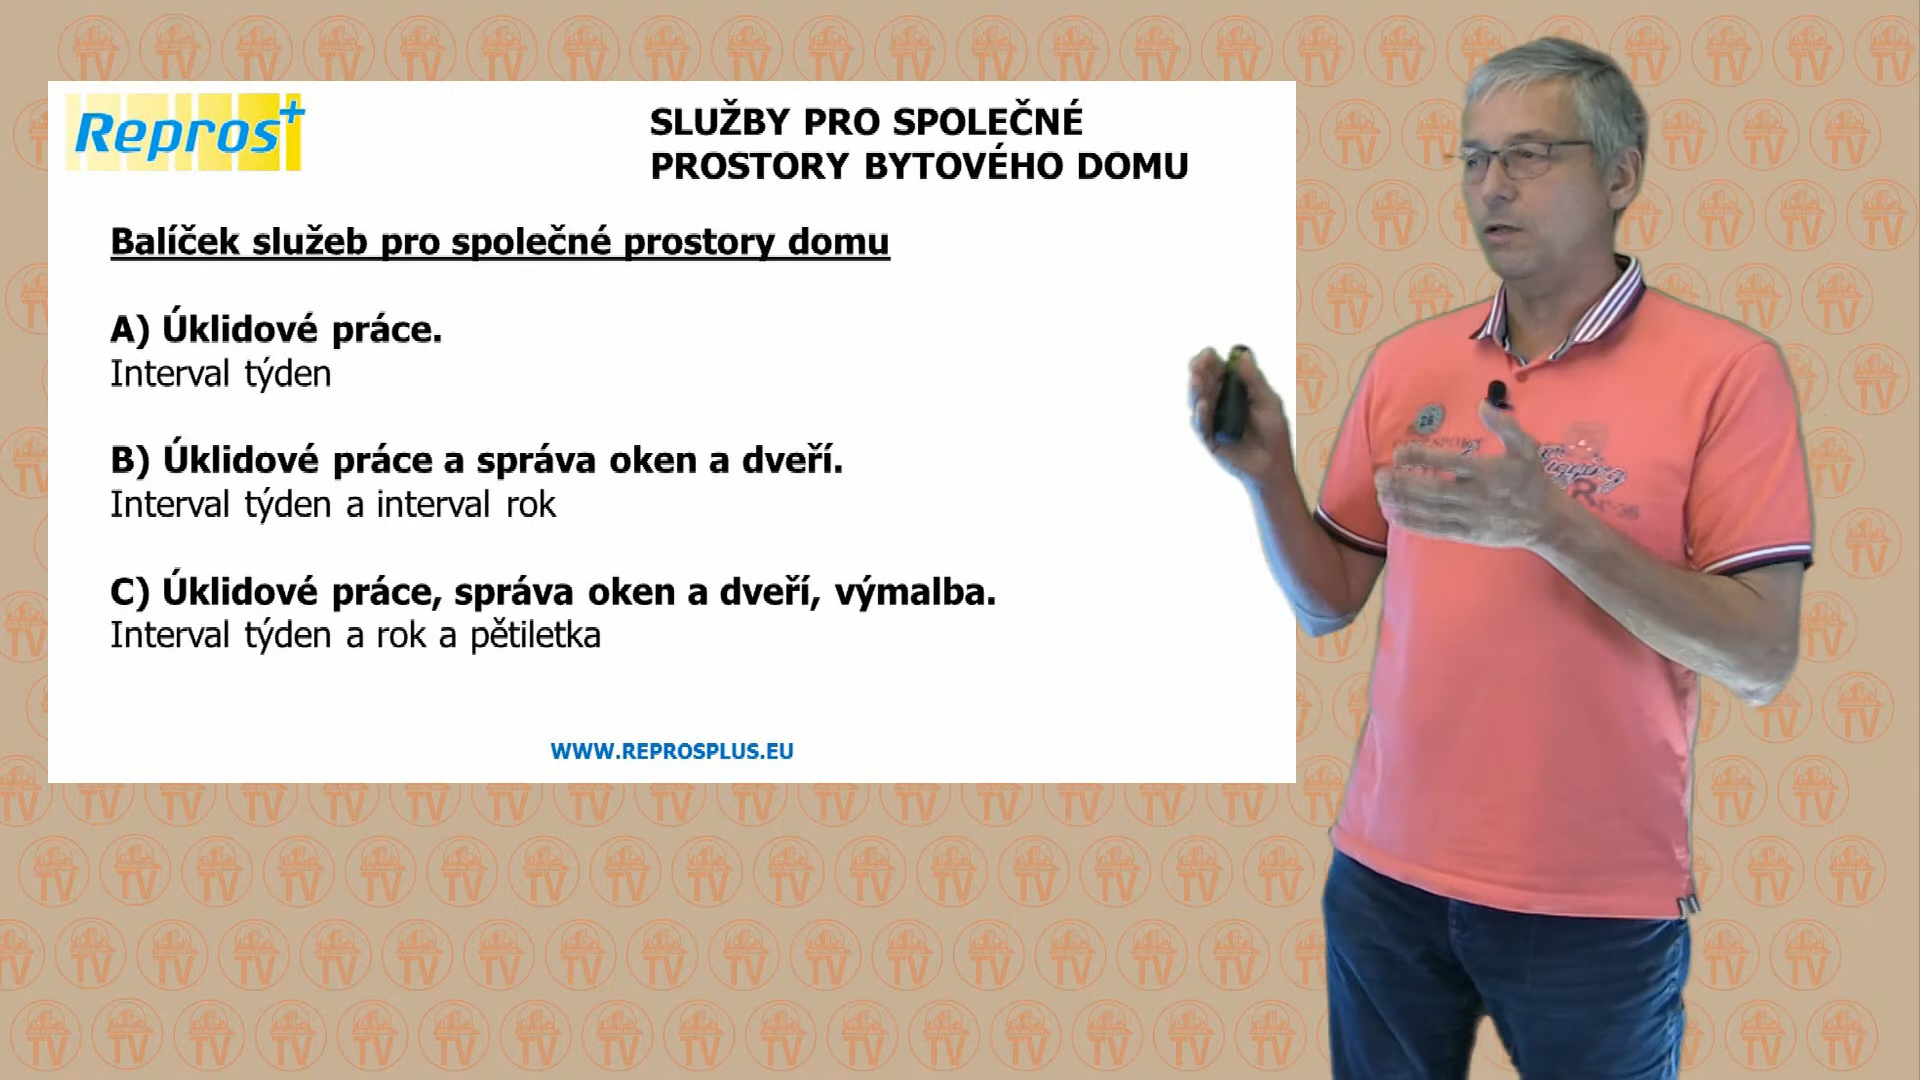 Repros+
SLUŽBY PRO SPOLEČNÉ
PROSTORY BYTOVÉHO DOMU
Balíček služeb pro společné prostory domu
A) Úklidové práce.
Interval týden
B) Úklidové práce a správa oken a dveří.
Interval týden a interval rok
C) Úklidové práce, správa oken a dveří, výmalba.
Interval týden a rok a pětiletka
WWW.REPROSPLUS.EU